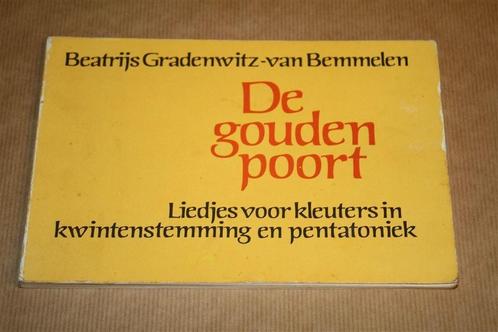 Beatrijs Gradenwitz-van Bemmelen
De
gouden
poort
Liedjes voor kleuters in
kwintenstemming en pentatoniek